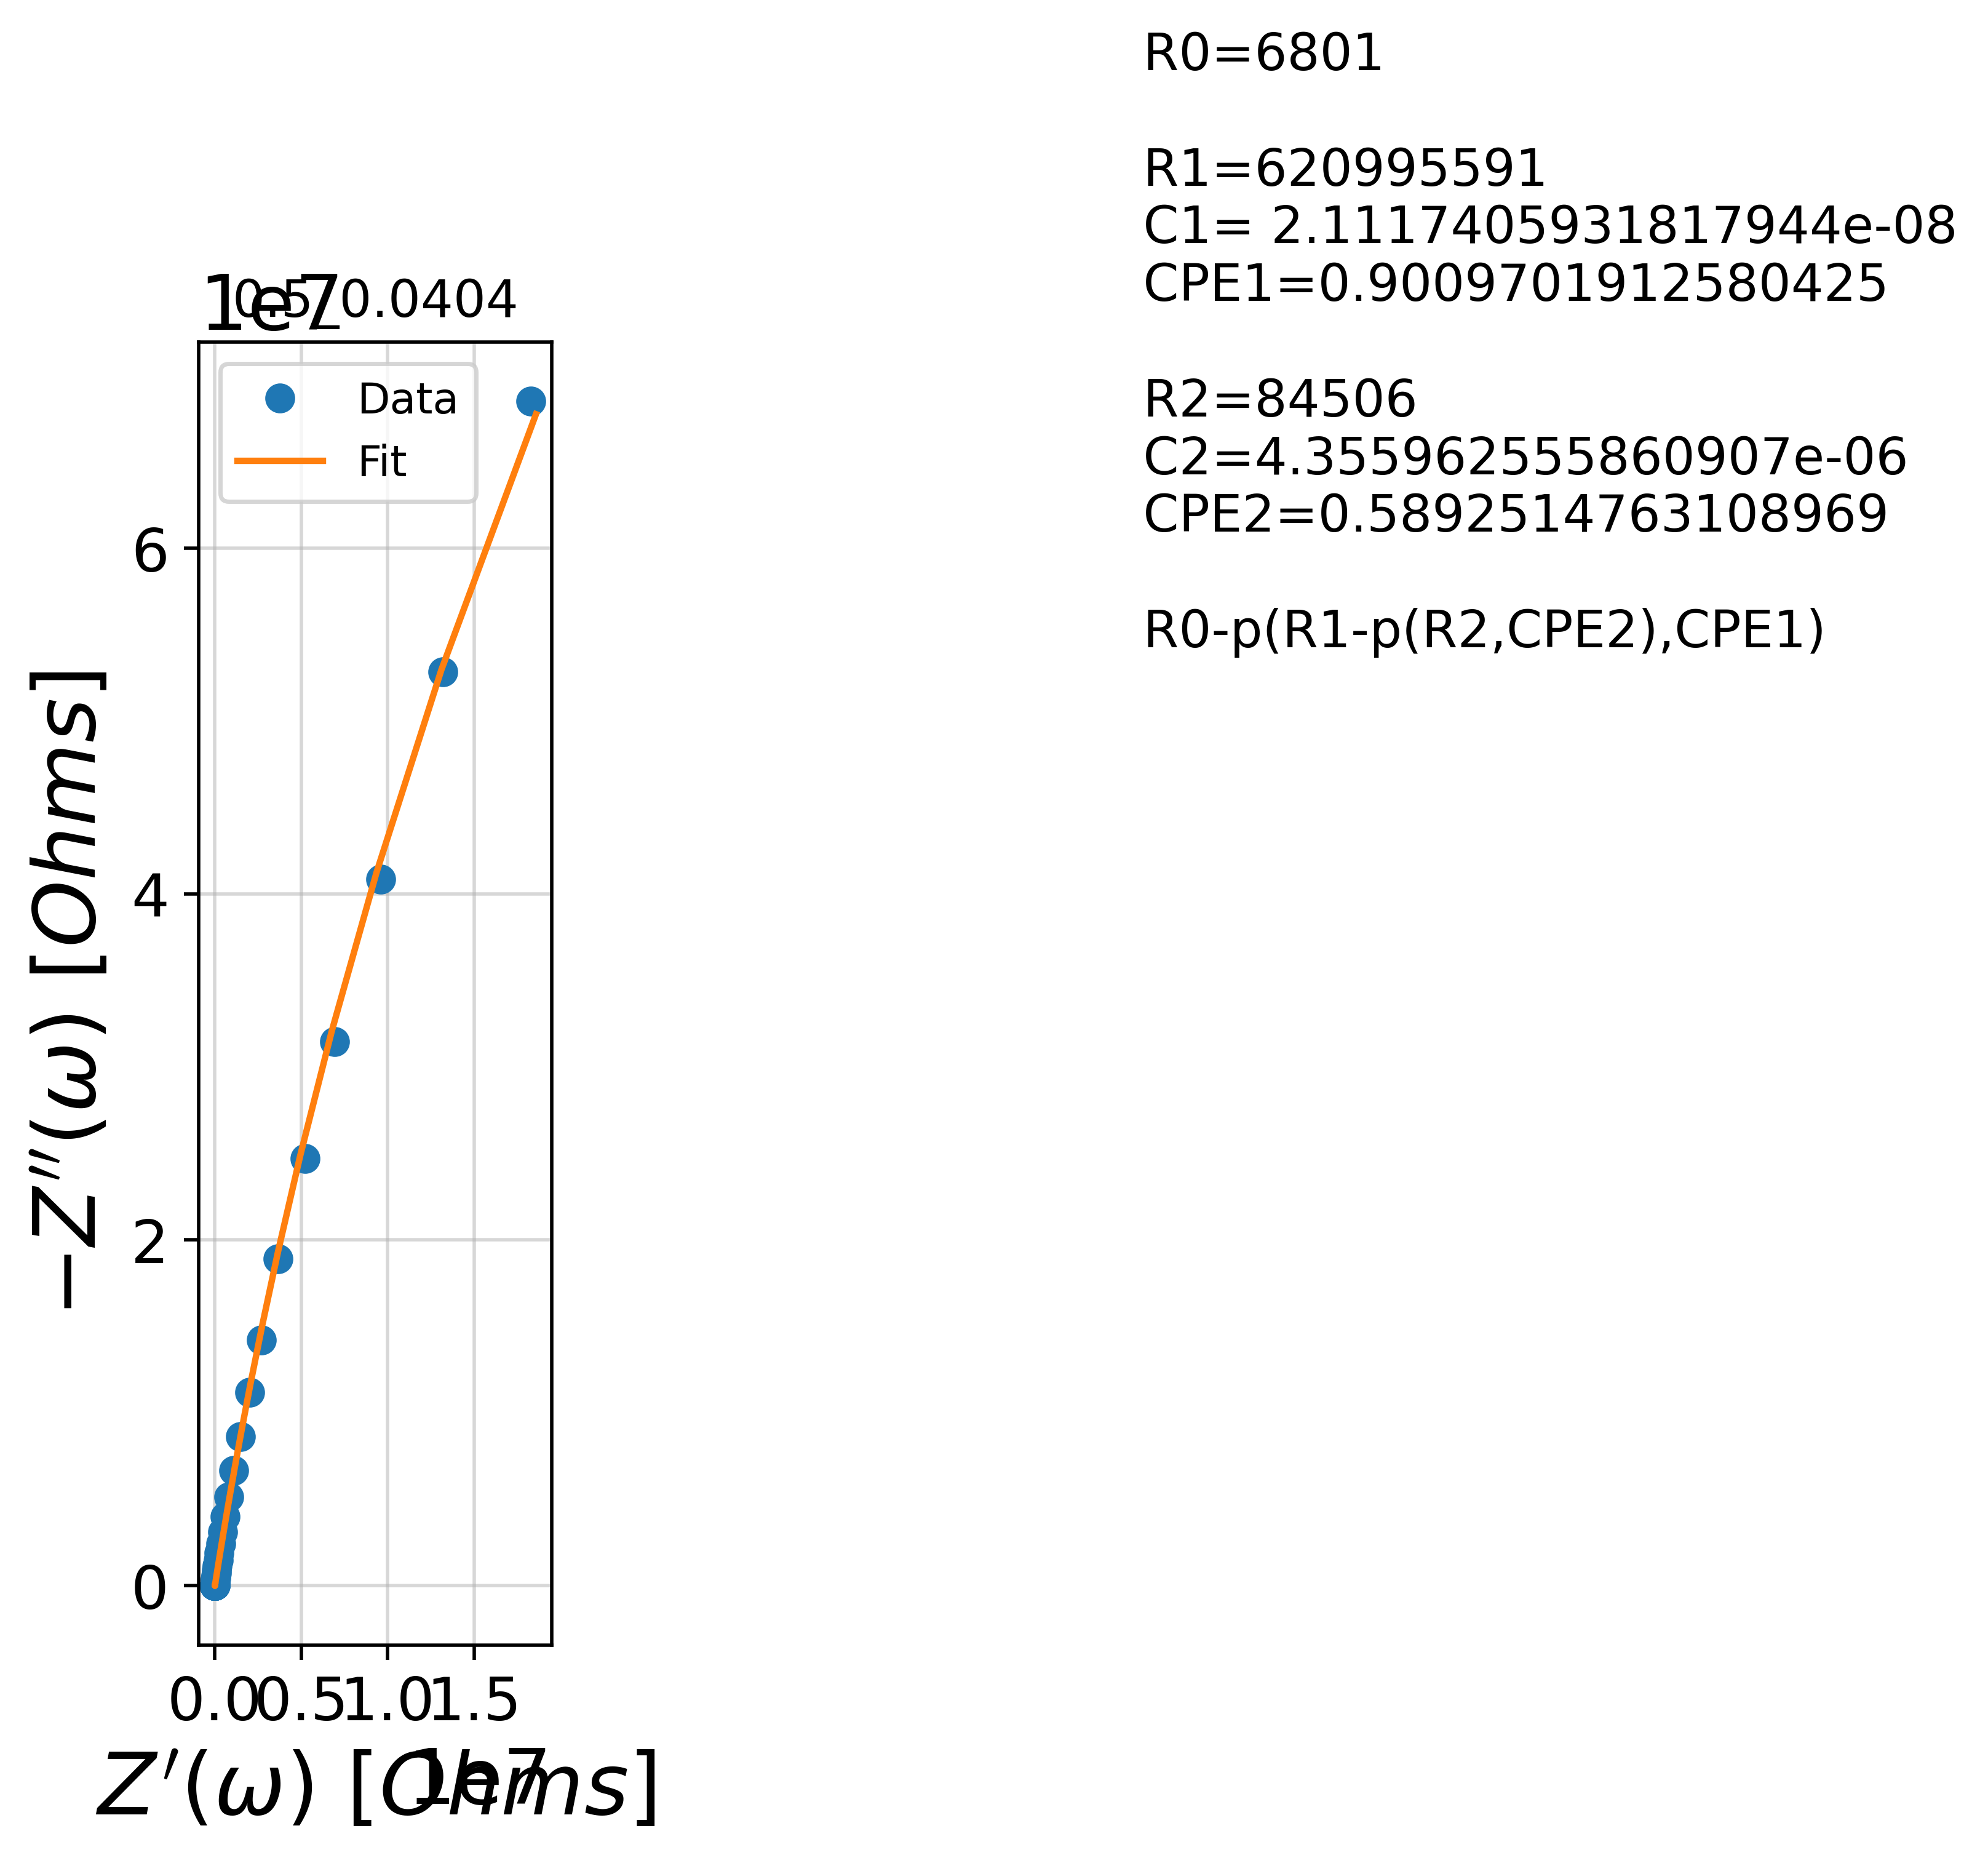 R0=6801
R1=620995591
C1= 2.1117405931817944e-08
CPE1=0.9009701912580425
R2=84506
C2=4.355962555860907e-06
CPE2=0.5892514763108969
R0-p(R1-p(R2,CPE2),CPE1)
1e7
0.45_0.0404
Data
Fit
6
4
2
0
−Z′′(ω) [Ohms]
0.0 0.5 1.0 1.5
Z′(ω) [Ohms]
1e7